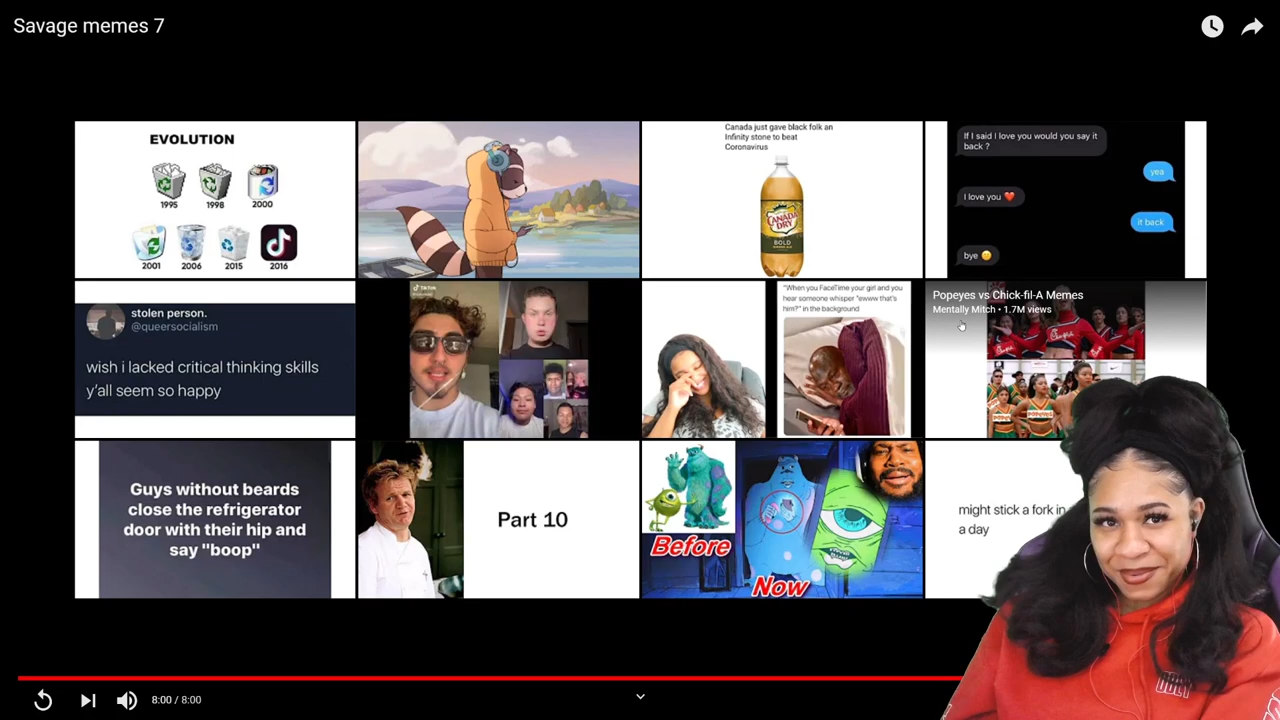 Savage memes 7
EVOLUTION
1995
1998
2000
2001
2006
2015
2016
Canada just gave black folk an
Infinity stone to beat
Coronavirus
CANADA
DRY
BOLD
If I said I love you would you say it
back ?
yea
I love you ❤️
it back
bye
stolen person.
@queersocialism
wish i lacked critical thinking skills
y'all seem so happy
TikTok
"When you FaceTime your girl and you
hear someone whisper "ewww that's
him?" in the background
Popeyes vs Chick-fil-A Memes
Mentally Mitch • 1.7M views
POPEYES
Guys without beards
close the refrigerator
door with their hip and
say "boop"
Part 10
Before
Now
might stick a fork in
a day
8:00 / 8:00